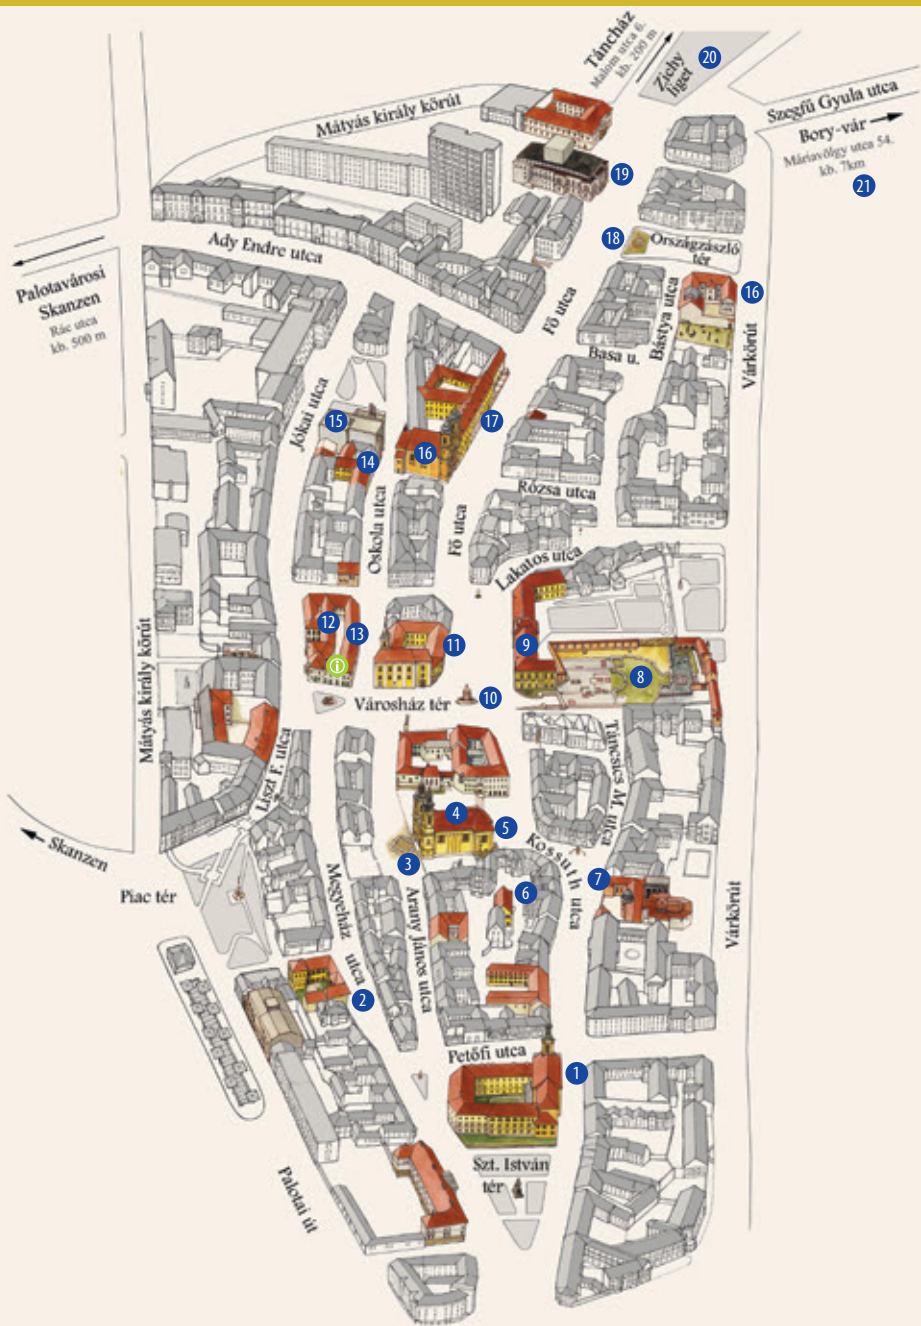 Táncház
Malom utca 6.
kb. 200 m
Zichy
liget
20
Szegfű Gyula utca
Bory-vár
Máriavölgy utca 54.
kb. 7km
21
Mátyás király körút
19
18
Országzászló
tér
Ady Endre utca
Palotavárosi
Skanzen
Rác utca
kb. 500 m
Fő utca
Bástya utca
16
Basa u.
Várkörút
Jókai utca
15
14
16
17
Oskola utca
Fő utca
Rózsa utca
Lakatos utca
12
13
11
9
8
10
Városház tér
Mátyás király körút
Liszt F. utca
Táncsics M. utca
4
5
3
Kossuth utca
7
6
Skanzen
Piac tér
Megyeház
utca
Arany János utca
Várkörút
2
Petőfi utca
1
Szt. István
tér
Palotai út
i